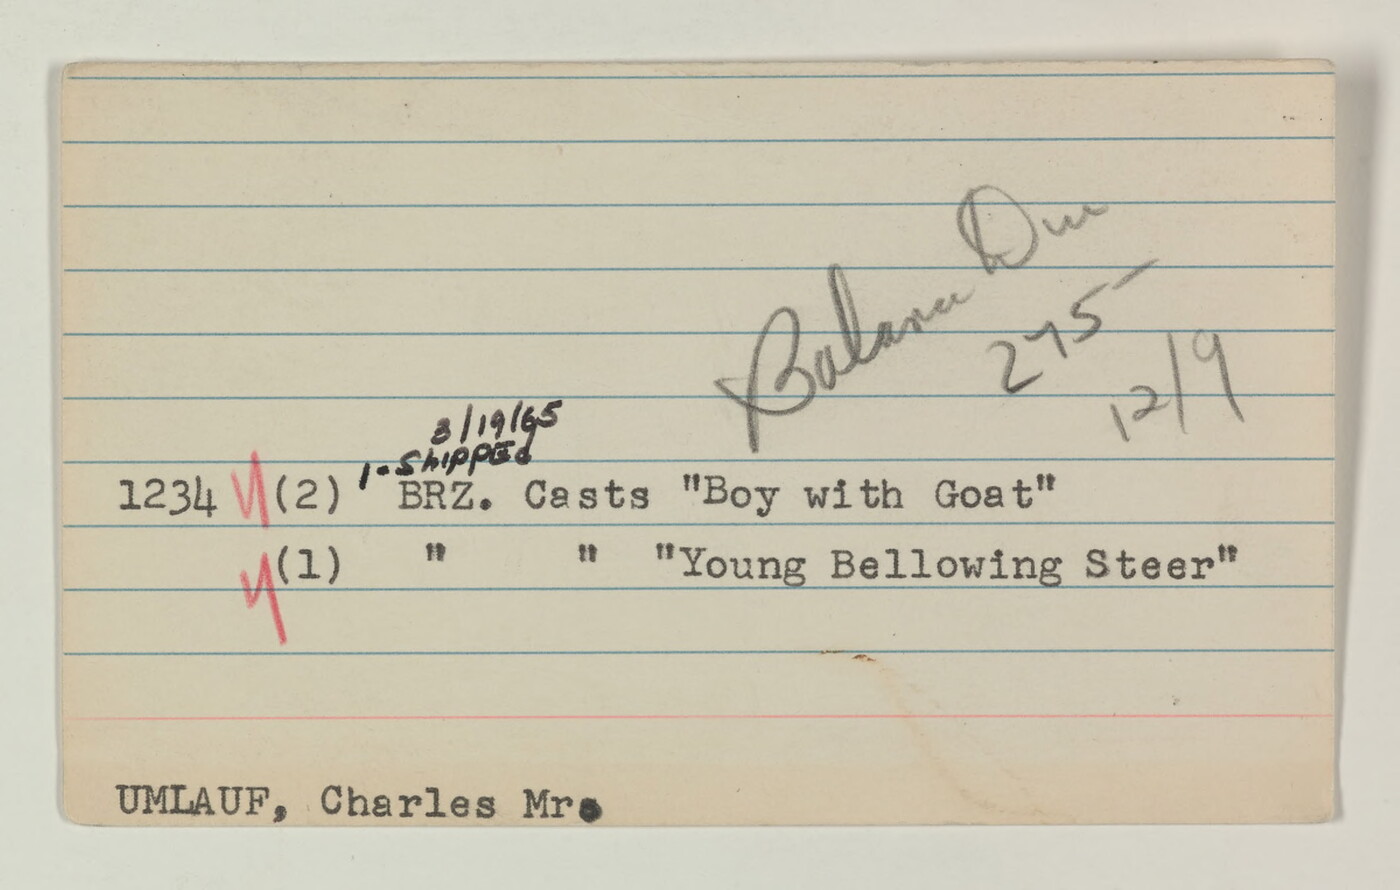 Balance Due
275-
12/9
3/19/65
1-ShippEd
1234 (2) BRZ. Casts "Boy with Goat"
(1) " " "Young Bellowing Steer"
UMLAUF, Charles Mr.